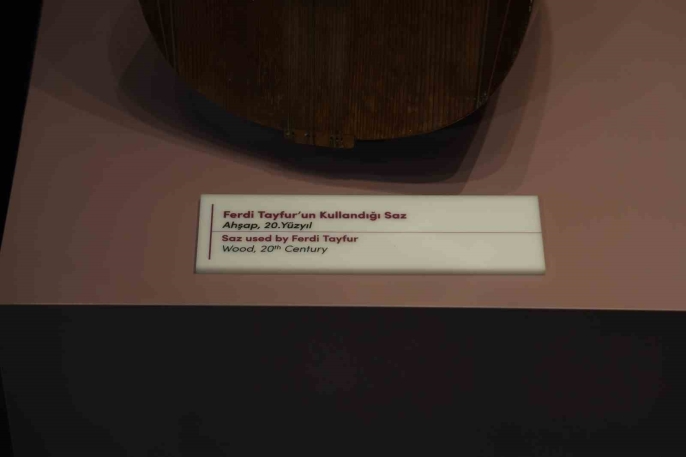 Ferdi Tayfur'un Kullandığı Saz
Ahşap, 20.Yüzyıl
Saz used by Ferdi Tayfur
Wood, 20th Century